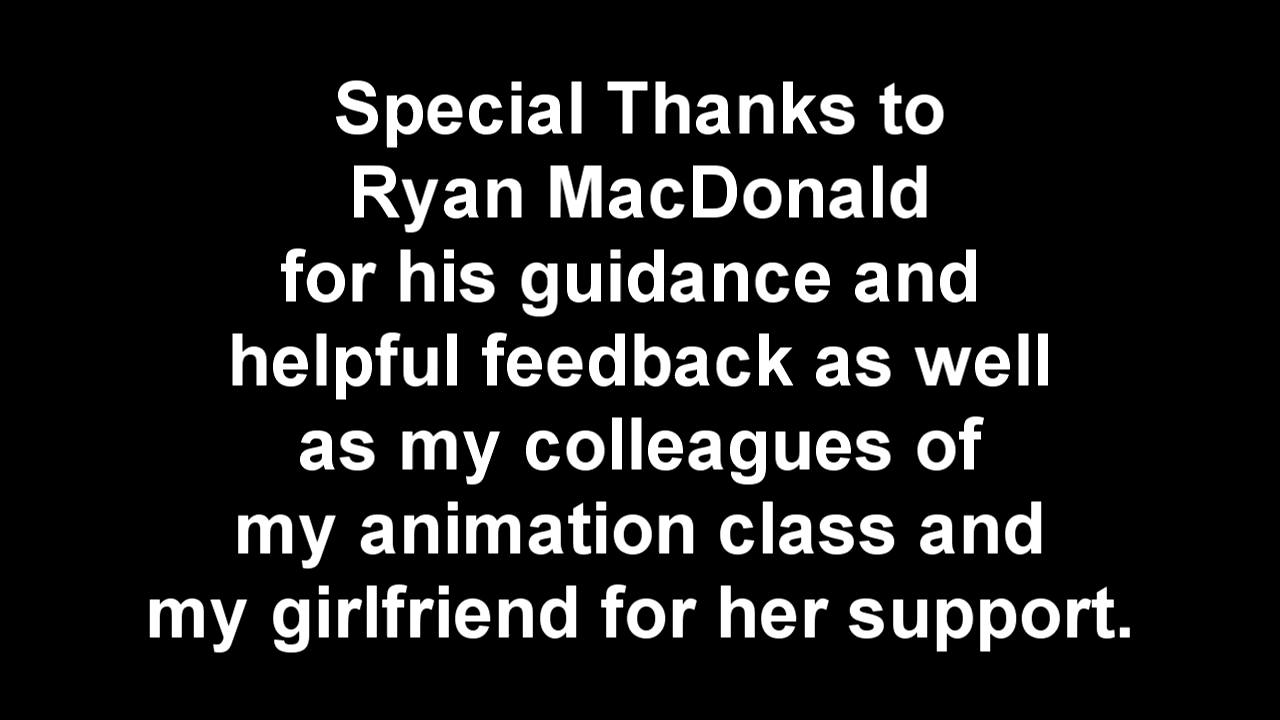 Special Thanks to
Ryan MacDonald
for his guidance and
helpful feedback as well
as my colleagues of
my animation class and
my girlfriend for her support.